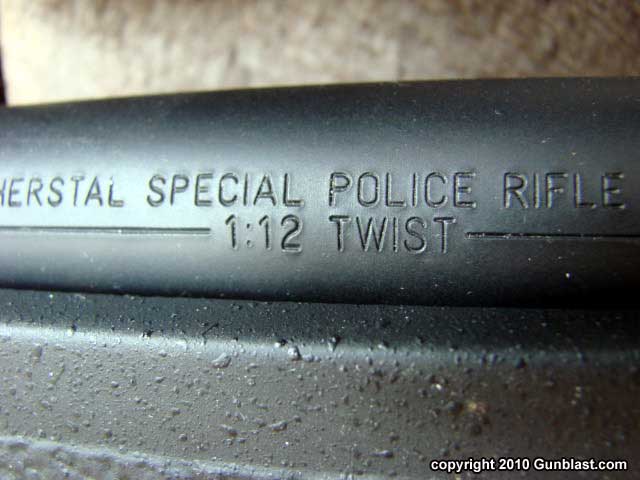 HERSTAL SPECIAL POLICE RIFLE
1:12 TWIST
copyright 2010 Gunblast.com